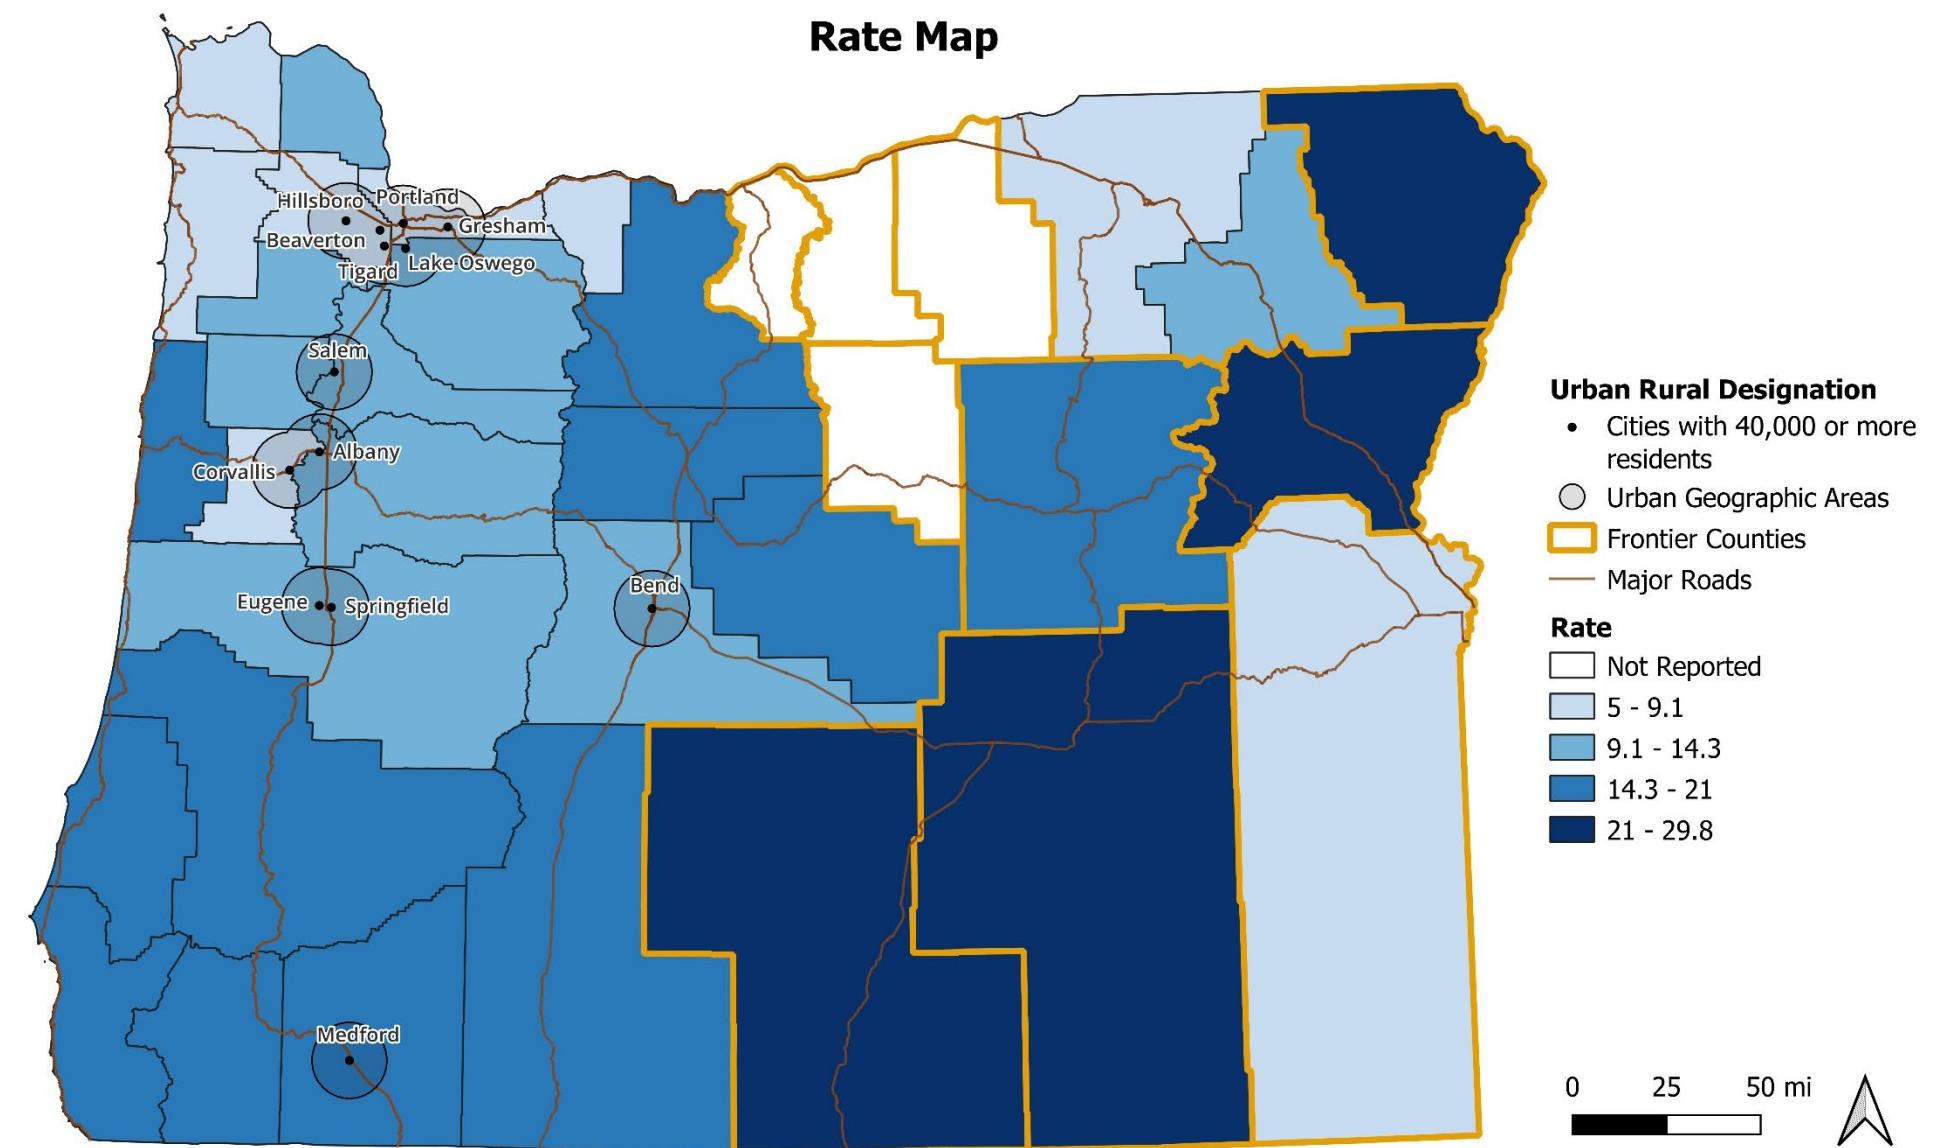 Rate Map
Hillsboro
Portland
Gresham
Beaverton
Tigard
Lake Oswego
Salem
Albany
Corvallis
Eugene
Springfield
Bend
Medford
Urban Rural Designation
Cities with 40,000 or more
residents
Urban Geographic Areas
Frontier Counties
Major Roads
Rate
Not Reported
5 - 9.1
9.1 - 14.3
14.3 - 21
21 - 29.8
0 25 50 mi